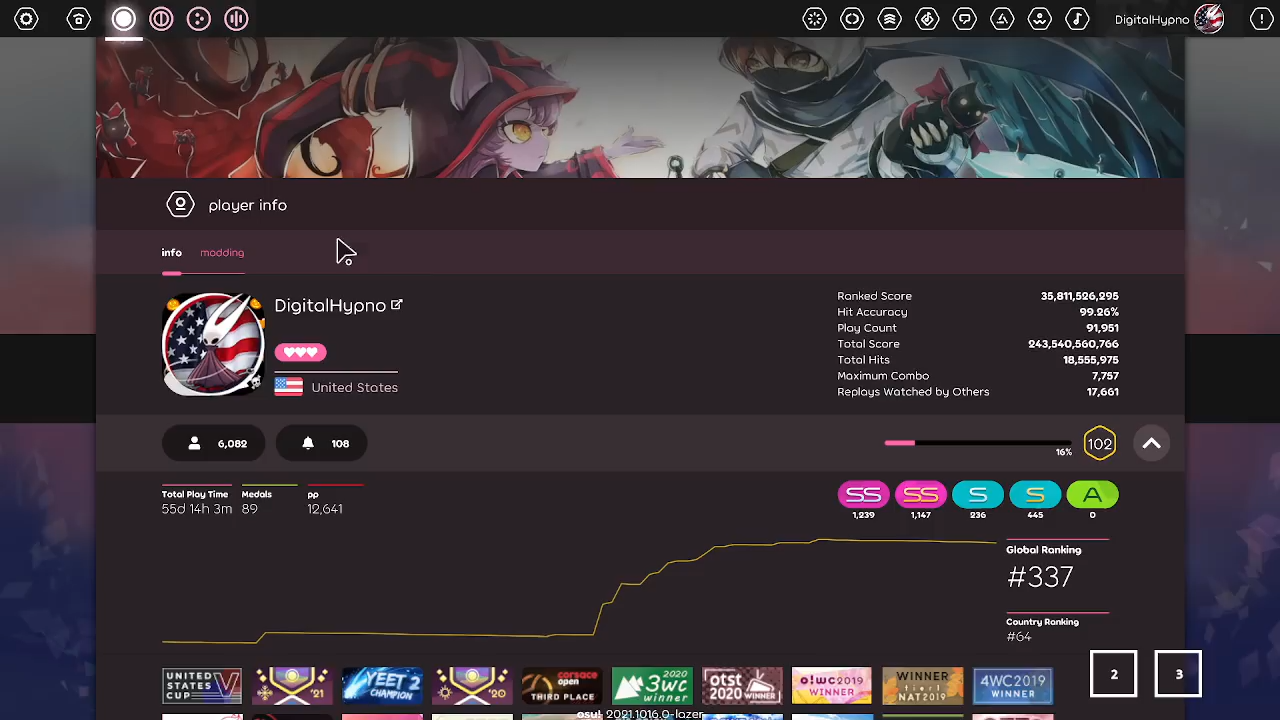 DigitalHypno
player info
info modding
DigitalHypno
United States
Ranked Score 35,811,526,295
Hit Accuracy 99.26%
Play Count 91,951
Total Score 243,540,560,766
Total Hits 18,555,975
Maximum Combo 7,757
Replays Watched by Others 17,661
6,082 108
16% 102
Total Play Time Medals pp
55d 14h 3m 89 12,641
SS SS S S A
1,239 1,147 236 445 0
Global Ranking
#337
Country Ranking
#64
UNITED STATES CUP V
'21
YEET 2 CHAMPION
'20
corsace open THIRD PLACE
2020 3WC WINNER
otst 2020 WINNER
o!wc2019 WINNER
WINNER tier1 NAT2019
4WC2019 WINNER
2 3
osu! 2021.1016.0-lazer